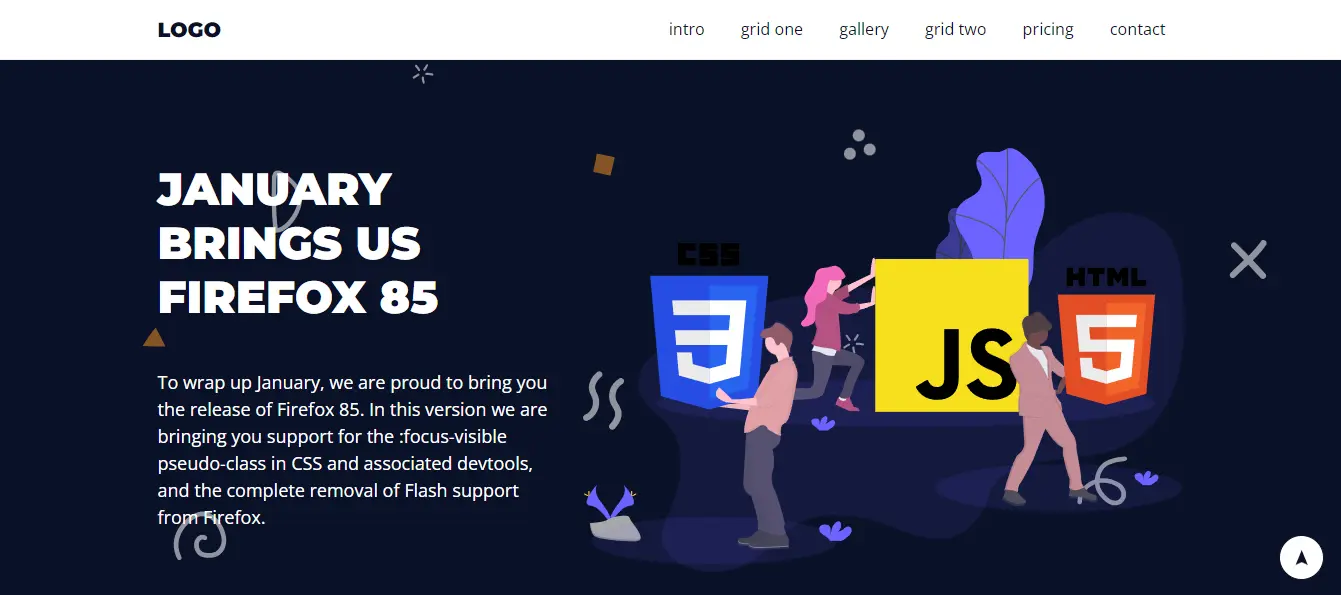 LOGO
intro grid one gallery grid two pricing contact
JANUARY
BRINGS US
FIREFOX 85
To wrap up January, we are proud to bring you
the release of Firefox 85. In this version we are
bringing you support for the :focus-visible
pseudo-class in CSS and associated devtools,
and the complete removal of Flash support
from Firefox.
CSS
3
JS
HTML
5